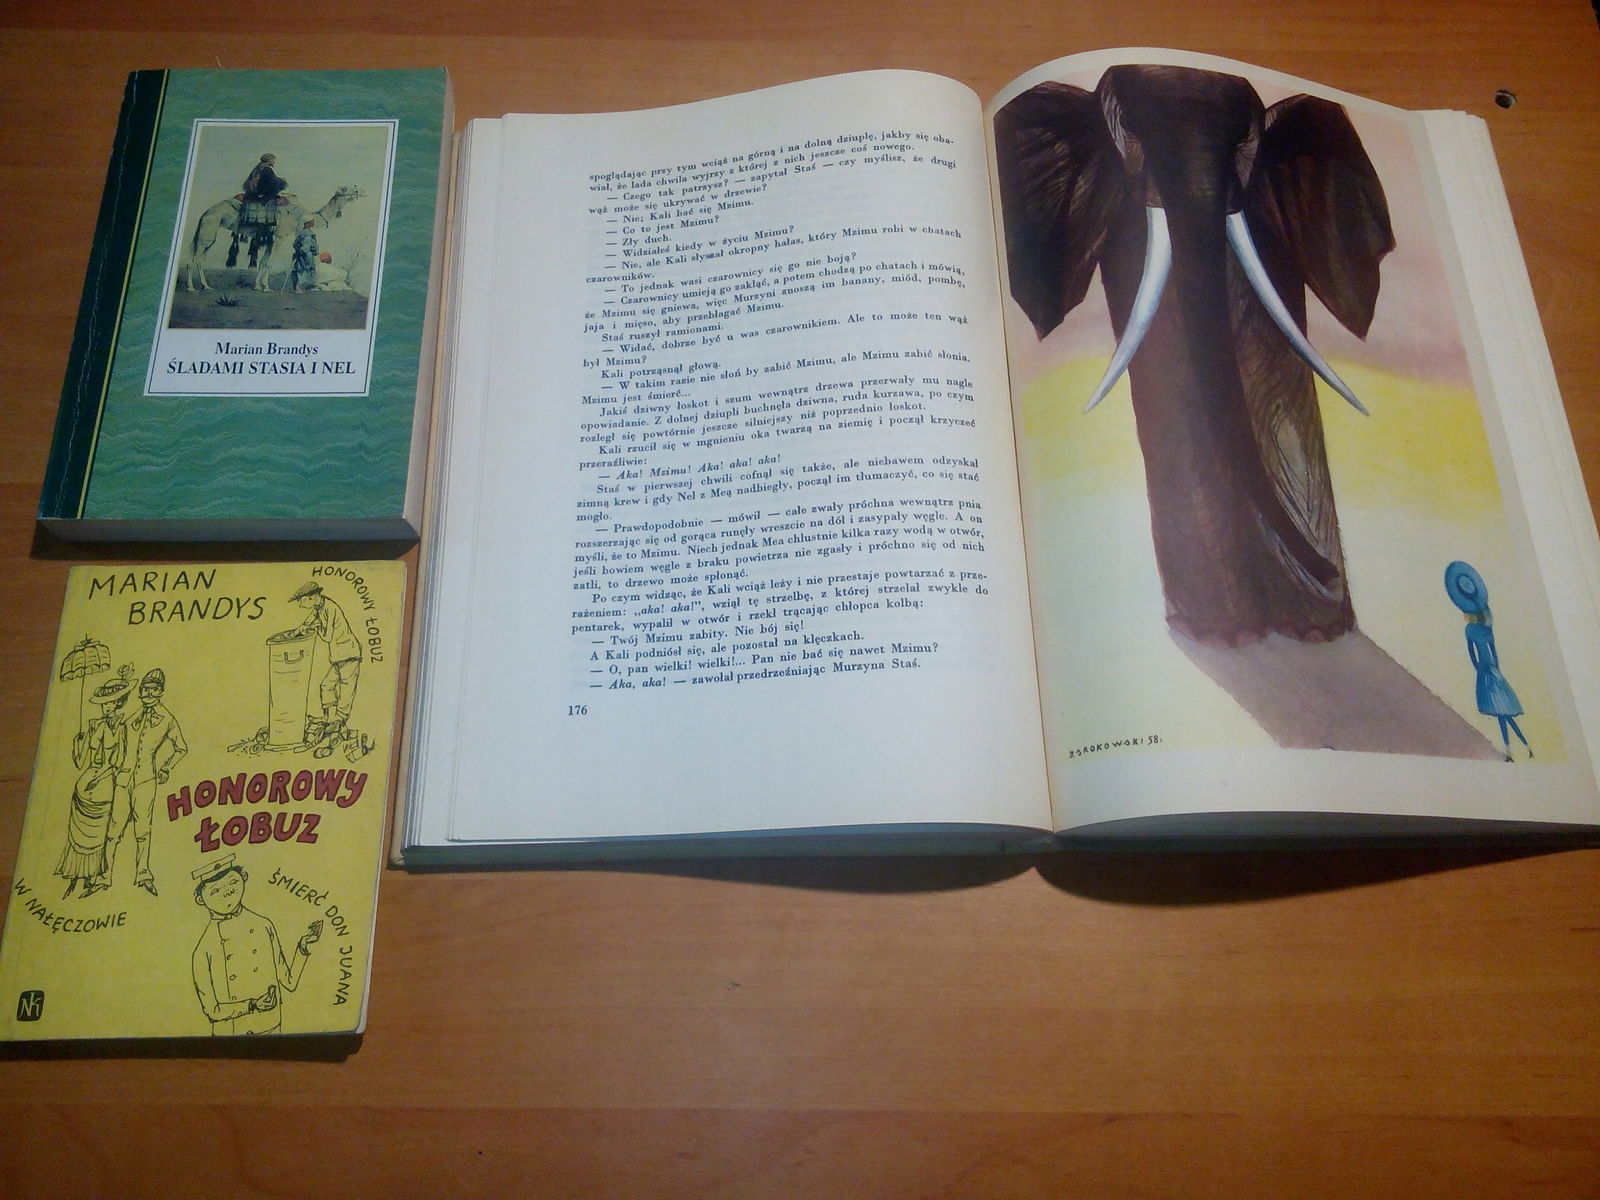 Marian Brandys
ŚLADAMI STASIA I NEL
MARIAN
BRANDYS
HONOROWY ŁOBUZ
HONOROWY
ŁOBUZ
W NAŁĘCZOWIE
ŚMIERĆ DON JUANA
NK
spoglądając przy tym wciąż na górną i na dolną dziuplę, jakby się oba-
wiał, że lada chwila wyjrzy z której z nich jeszcze coś nowego.
— Czego tak patrzysz? — zapytał Staś — czy myślisz, że drugi
wąż może się ukrywać w drzewie?
— Nie; Kali bać się Mzimu.
— Co to jest Mzimu?
— Zły duch.
— Widziałeś kiedy w życiu Mzimu?
— Nie, ale Kali słyszał okropny hałas, który Mzimu robi w chatach
czarowników.
— To jednak wasi czarownicy się go nie boją?
— Czarownicy umieją go zakląć, a potem chodzą po chatach i mówią,
że Mzimu się gniewa, więc Murzyni znoszą im banany, miód, pombę,
jaja i mięso, aby przebłagać Mzimu.
Staś ruszył ramionami.
— Widać, dobrze być u was czarownikiem. Ale to może ten wąż
był Mzimu?
Kali potrząsnął głową.
— W takim razie nie słoń by zabić Mzimu, ale Mzimu zabić słonia.
Mzimu jest śmierć...
Jakiś dziwny łoskot i szum wewnątrz drzewa przerwały mu nagle
opowiadanie. Z dolnej dziupli buchnęła dziwna, ruda kurzawa, po czym
rozległ się powtórnie jeszcze silniejszy niż poprzednio łoskot.
Kali rzucił się w mgnieniu oka twarzą na ziemię i począł krzyczeć
przeraźliwie:
— Aka! Mzimu! Aka! aka! aka!
Staś w pierwszej chwili cofnął się także, ale niebawem odzyskał
zimną krew i gdy Nel z Meą nadbiegły, począł im tłumaczyć, co się stać
mogło.
— Prawdopodobnie — mówił — całe zwały próchna wewnątrz pnia
rozszerzając się od gorąca runęły wreszcie na dół i zasypały węgle. A on
myśli, że to Mzimu. Niech jednak Mea chlustnie kilka razy wodą w otwór,
jeśli bowiem węgle z braku powietrza nie zgasły i próchno się od nich
zatli, to drzewo może spłonąć.
Po czym widząc, że Kali wciąż leży i nie przestaje powtarzać z prze-
rażeniem: „aka! aka!”, wziął tę strzelbę, z której strzelał zwykle do
pentarek, wypalił w otwór i rzekł trącając chłopca kolbą:
— Twój Mzimu zabity. Nie bój się!
A Kali podniósł się, ale pozostał na klęczkach.
— O, pan wielki! wielki!... Pan nie bać się nawet Mzimu?
— Aka, aka! — zawołał przedrzeźniając Murzyna Staś.
176
SROKOWSKI 58.